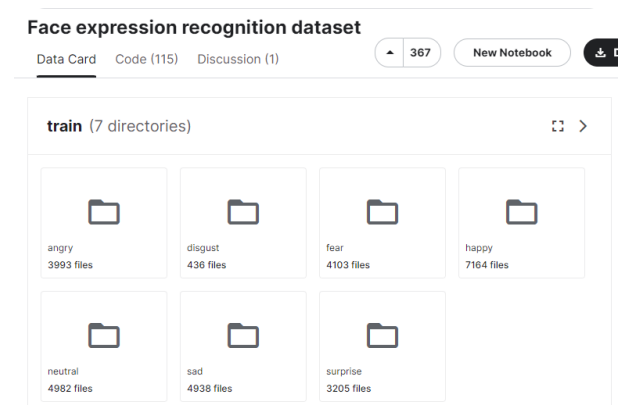 Face expression recognition dataset
Data Card Code (115) Discussion (1) 367 New Notebook
train (7 directories)
angry disgust fear happy
3993 files 436 files 4103 files 7164 files
neutral sad surprise
4982 files 4938 files 3205 files